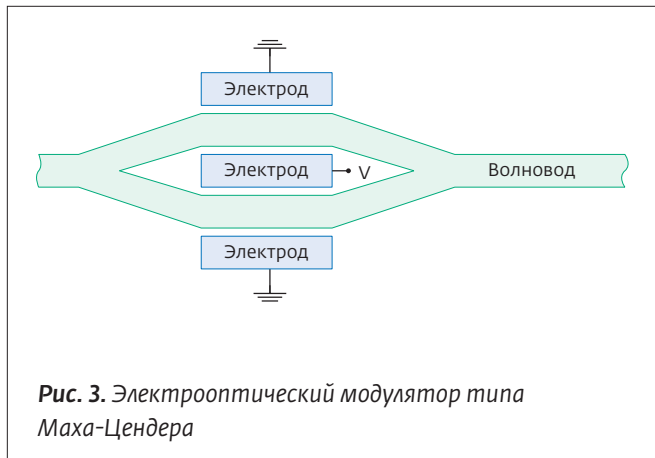 Электрод
Электрод
V
Волновод
Электрод
Рис. 3. Электрооптический модулятор типа
Маха-Цендера